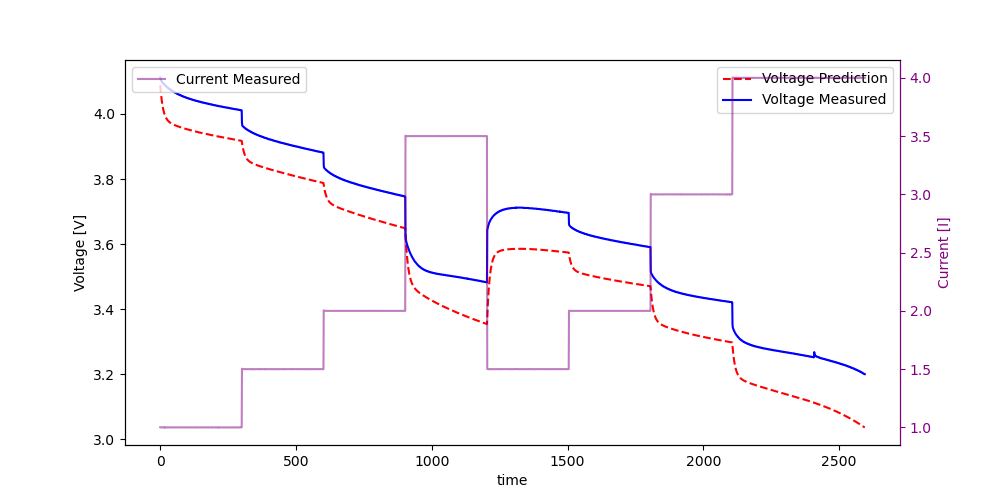 Current Measured
Voltage Prediction
Voltage Measured
4.0
3.8
3.6
3.4
3.2
3.0
Voltage [V]
4.0
3.5
3.0
2.5
2.0
1.5
1.0
Current [I]
0 500 1000 1500 2000 2500
time